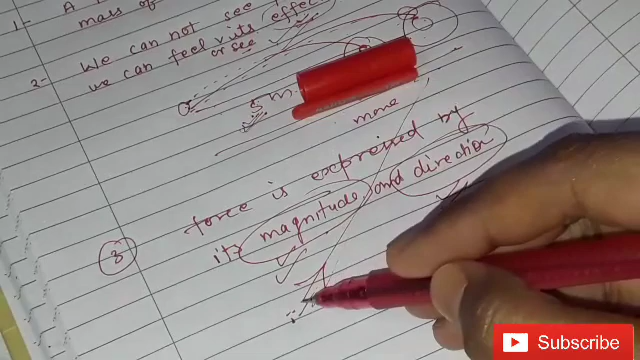 1- A
mass of
2- We can not see
we can feel its effect
or see
5 m
more
3 force is expressed by
its magnitude and direction
Subscribe